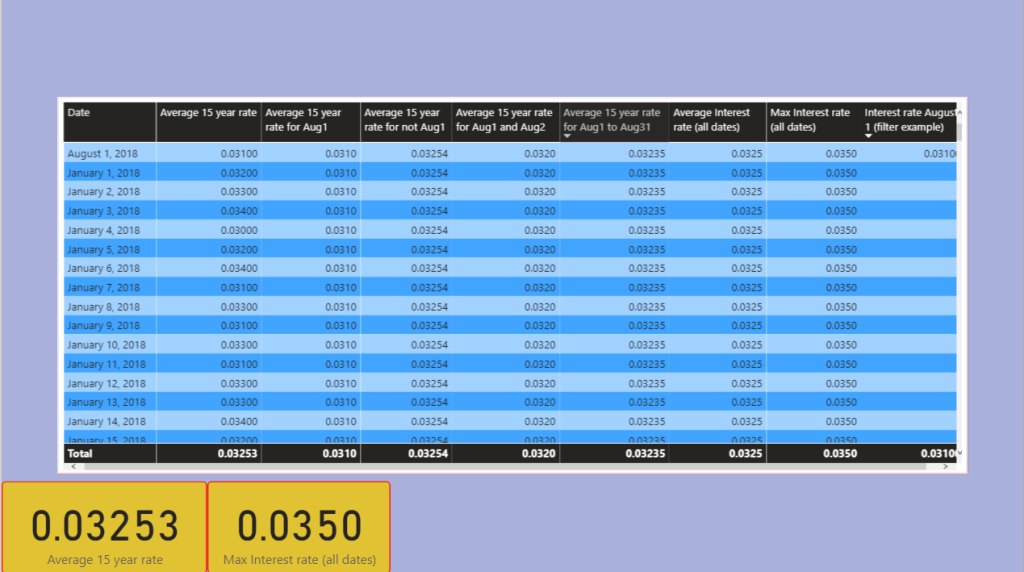 Date Average 15 year rate Average 15 year rate for Aug1 Average 15 year rate for not Aug1 Average 15 year rate for Aug1 and Aug2 Average 15 year rate for Aug1 to Aug31 Average Interest rate (all dates) Max Interest rate (all dates) Interest rate August 1 (filter example)
August 1, 2018 0.03100 0.0310 0.03254 0.0320 0.03235 0.0325 0.0350 0.0310
January 1, 2018 0.03200 0.0310 0.03254 0.0320 0.03235 0.0325 0.0350
January 2, 2018 0.03300 0.0310 0.03254 0.0320 0.03235 0.0325 0.0350
January 3, 2018 0.03400 0.0310 0.03254 0.0320 0.03235 0.0325 0.0350
January 4, 2018 0.03000 0.0310 0.03254 0.0320 0.03235 0.0325 0.0350
January 5, 2018 0.03200 0.0310 0.03254 0.0320 0.03235 0.0325 0.0350
January 6, 2018 0.03400 0.0310 0.03254 0.0320 0.03235 0.0325 0.0350
January 7, 2018 0.03100 0.0310 0.03254 0.0320 0.03235 0.0325 0.0350
January 8, 2018 0.03300 0.0310 0.03254 0.0320 0.03235 0.0325 0.0350
January 9, 2018 0.03100 0.0310 0.03254 0.0320 0.03235 0.0325 0.0350
January 10, 2018 0.03300 0.0310 0.03254 0.0320 0.03235 0.0325 0.0350
January 11, 2018 0.03100 0.0310 0.03254 0.0320 0.03235 0.0325 0.0350
January 12, 2018 0.03300 0.0310 0.03254 0.0320 0.03235 0.0325 0.0350
January 13, 2018 0.03300 0.0310 0.03254 0.0320 0.03235 0.0325 0.0350
January 14, 2018 0.03400 0.0310 0.03254 0.0320 0.03235 0.0325 0.0350
January 15, 2018 0.03200 0.0310 0.03254 0.0320 0.03235 0.0325 0.0350
Total 0.03253 0.0310 0.03254 0.0320 0.03235 0.0325 0.0350 0.0310
0.03253
Average 15 year rate
0.0350
Max Interest rate (all dates)